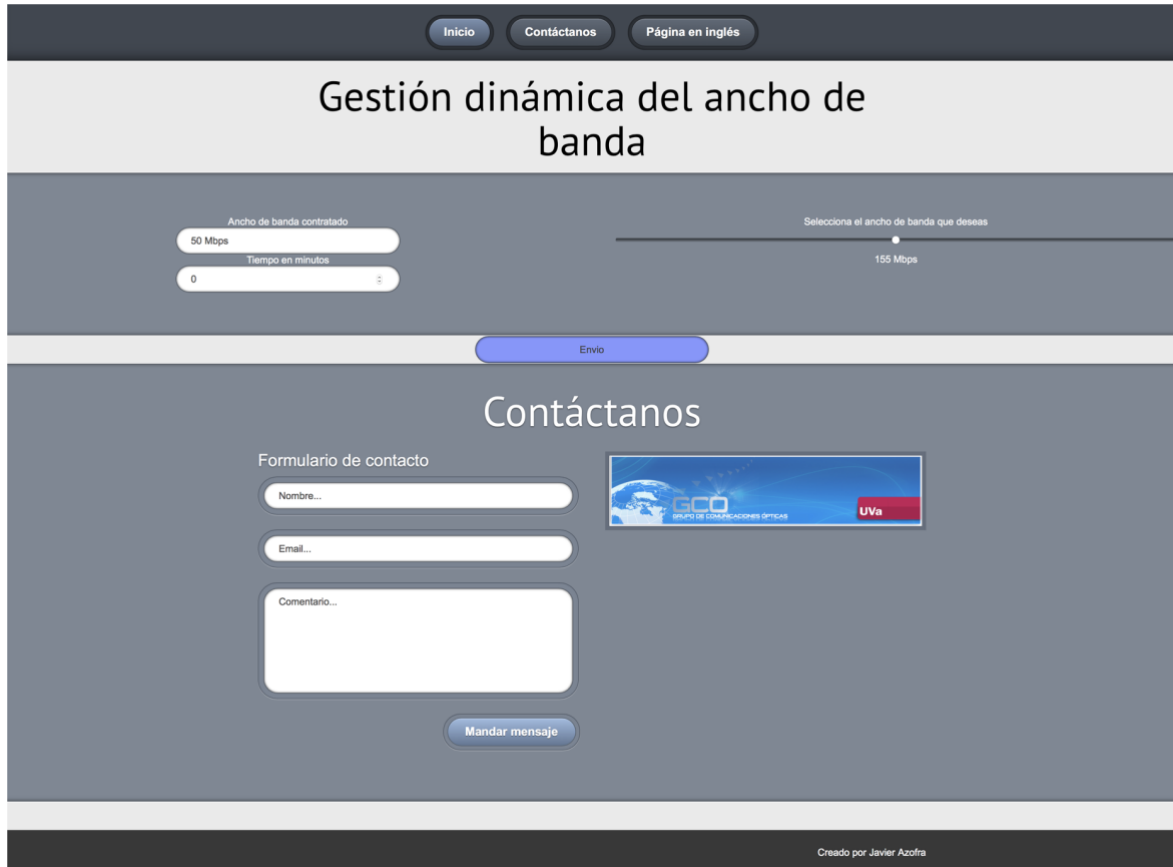 Inicio
Contáctanos
Página en inglés
Gestión dinámica del ancho de
banda
Ancho de banda contratado
50 Mbps
Tiempo en minutos
0
Selecciona el ancho de banda que deseas
155 Mbps
Envio
Contáctanos
Formulario de contacto
Nombre...
Email...
Comentario...
Mandar mensaje
GCO
GRUPO DE COMUNICACIONES ÓPTICAS
UVa
Creado por Javier Azofra